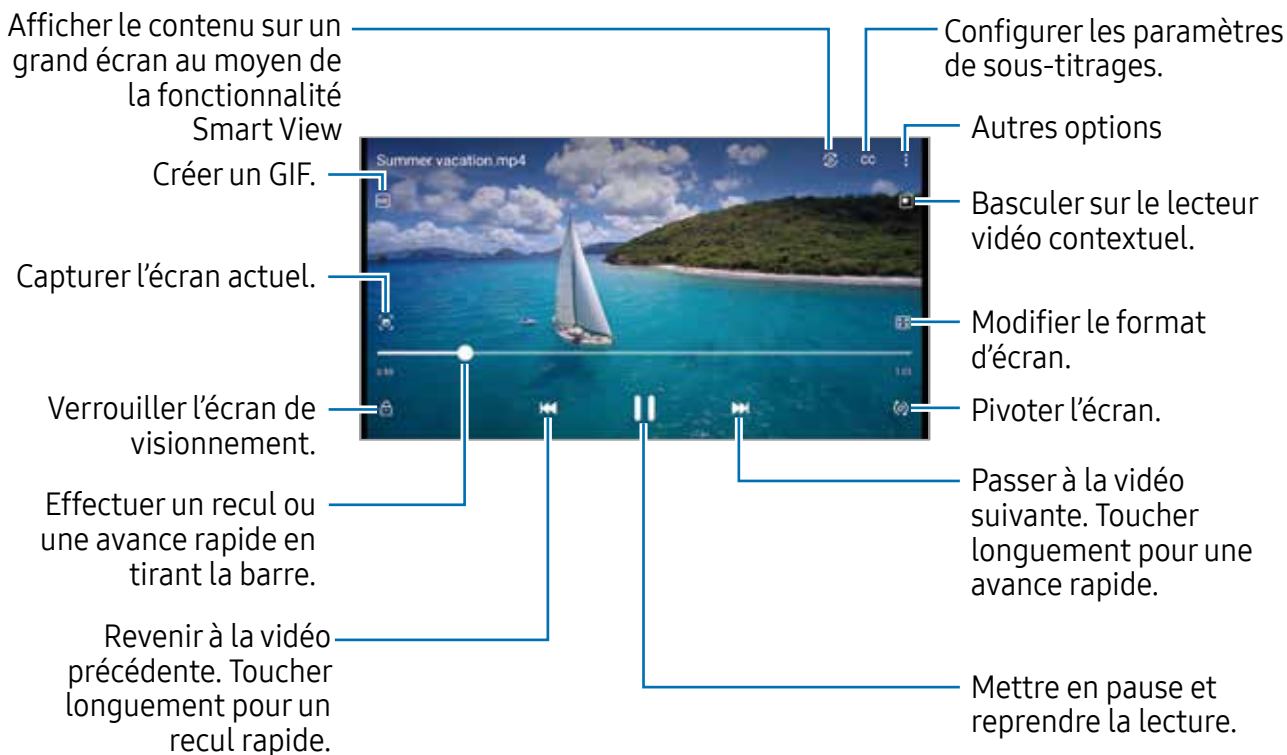 Afficher le contenu sur un
grand écran au moyen de
la fonctionnalité
Smart View
Créer un GIF.
Capturer l’écran actuel.
Verrouiller l’écran de
visionnement.
Effectuer un recul ou
une avance rapide en
tirant la barre.
Revenir à la vidéo
précédente. Toucher
longuement pour un
recul rapide.
Summer vacation.mp4
CC
Configurer les paramètres
de sous-titrages.
Autres options
Basculer sur le lecteur
vidéo contextuel.
Modifier le format
d’écran.
Pivoter l’écran.
Passer à la vidéo
suivante. Toucher
longuement pour une
avance rapide.
Mettre en pause et
reprendre la lecture.